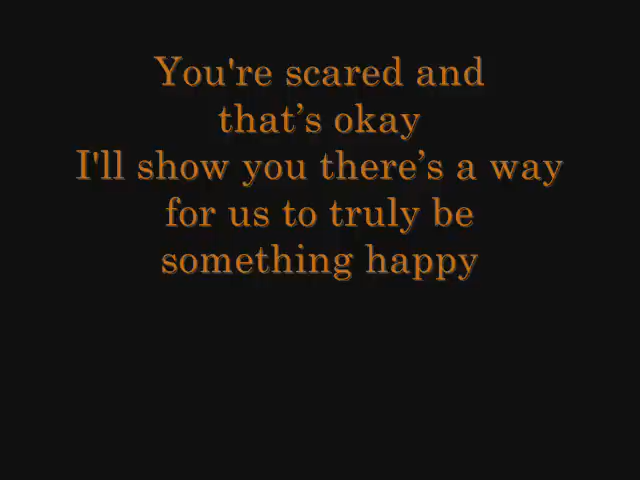 You're scared and
that’s okay
I'll show you there’s a way
for us to truly be
something happy